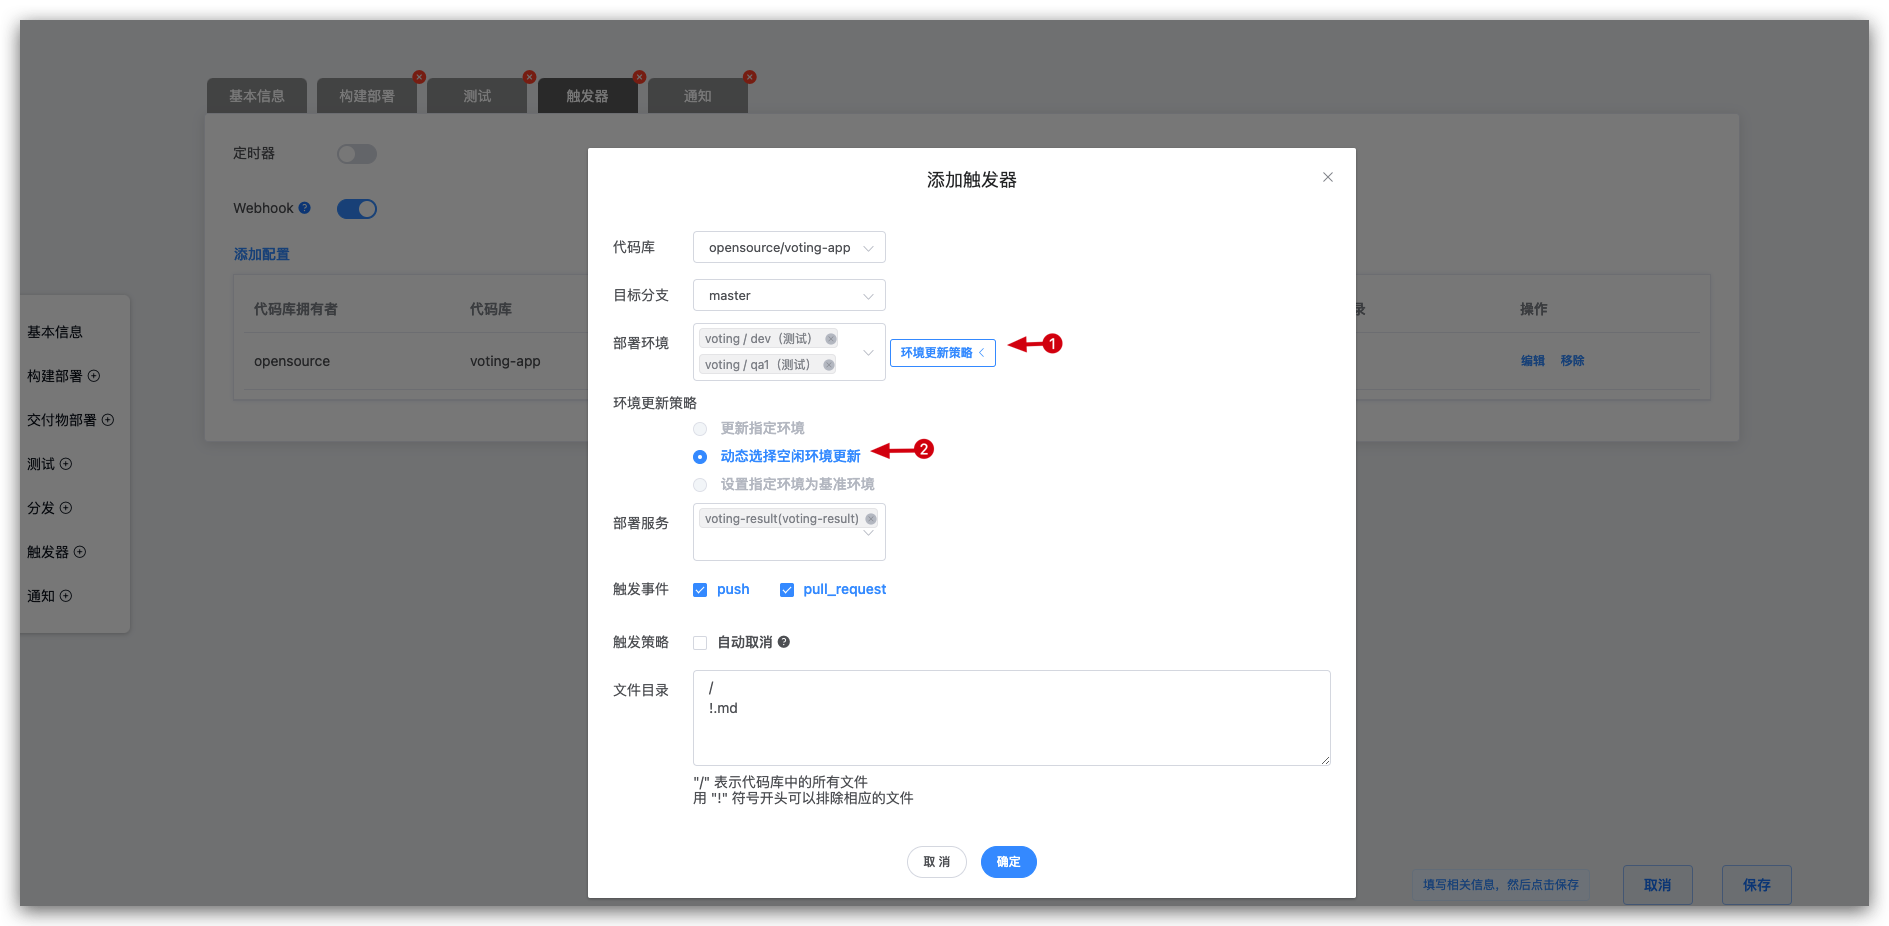 基本信息
构建部署
测试
触发器
通知
定时器
Webhook
添加配置
代码库拥有者
代码库
录
操作
opensource
voting-app
编辑
移除
基本信息
构建部署
交付物部署
测试
分发
触发器
通知
添加触发器
代码库
opensource/voting-app
目标分支
master
部署环境
voting / dev（测试）
voting / qa1（测试）
环境更新策略
1
环境更新策略
更新指定环境
动态选择空闲环境更新
2
设置指定环境为基准环境
部署服务
voting-result(voting-result)
触发事件
push
pull_request
触发策略
自动取消
文件目录
/
!.md
"/" 表示代码库中的所有文件
用 "!" 符号开头可以排除相应的文件
取 消
确定
填写相关信息，然后点击保存
取消
保存